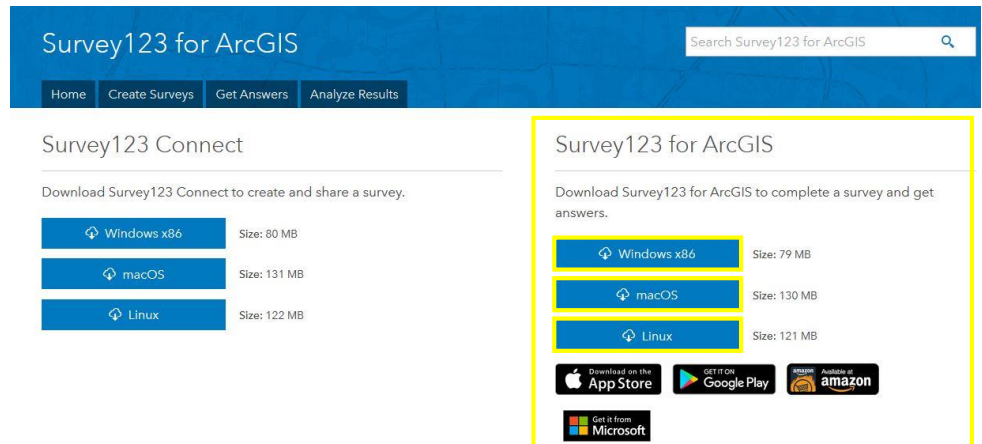 Survey123 for ArcGIS
Search Survey123 for ArcGIS
Home Create Surveys Get Answers Analyze Results
Survey123 Connect
Download Survey123 Connect to create and share a survey.
Windows x86 Size: 80 MB
macOS Size: 131 MB
Linux Size: 122 MB
Survey123 for ArcGIS
Download Survey123 for ArcGIS to complete a survey and get
answers.
Windows x86 Size: 79 MB
macOS Size: 130 MB
Linux Size: 121 MB
Download on the
App Store
GET IT ON
Google Play
amazon
Available at
amazon
Get it from
Microsoft